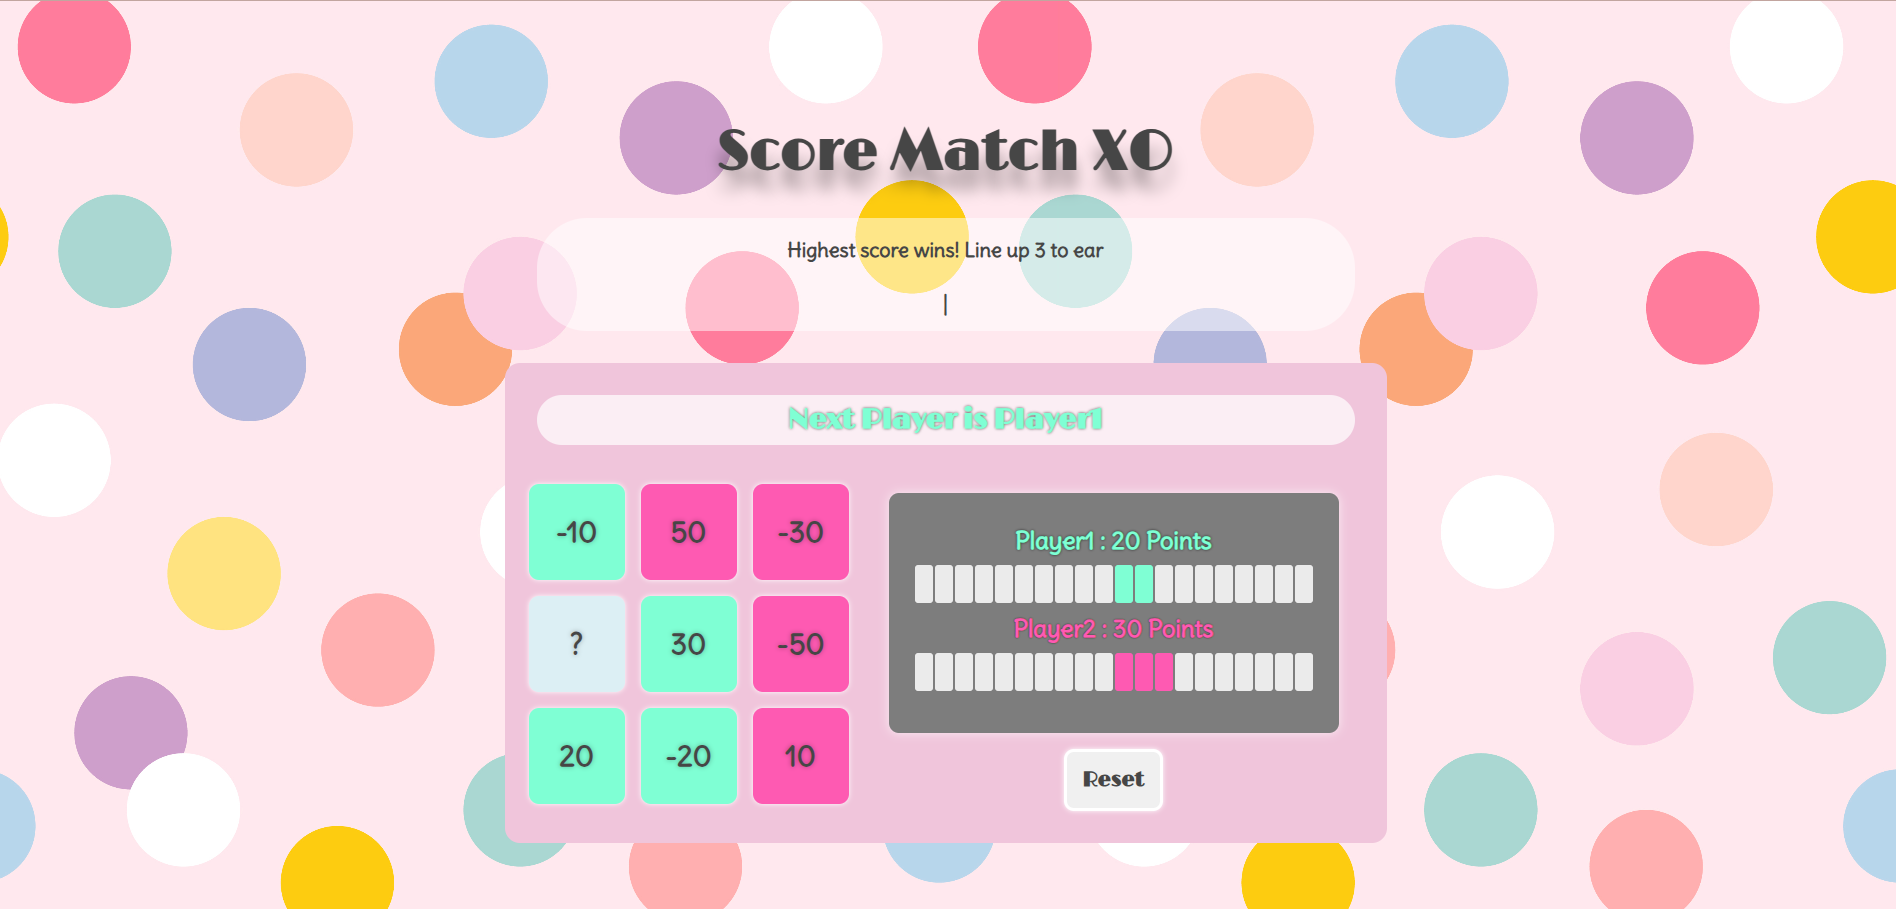 Score Match XO
Highest score wins! Line up 3 to ear
|
Next Player is Player1
-10 50 -30
? 30 -50
20 -20 10
Player1 : 20 Points
Player2 : 30 Points
Reset